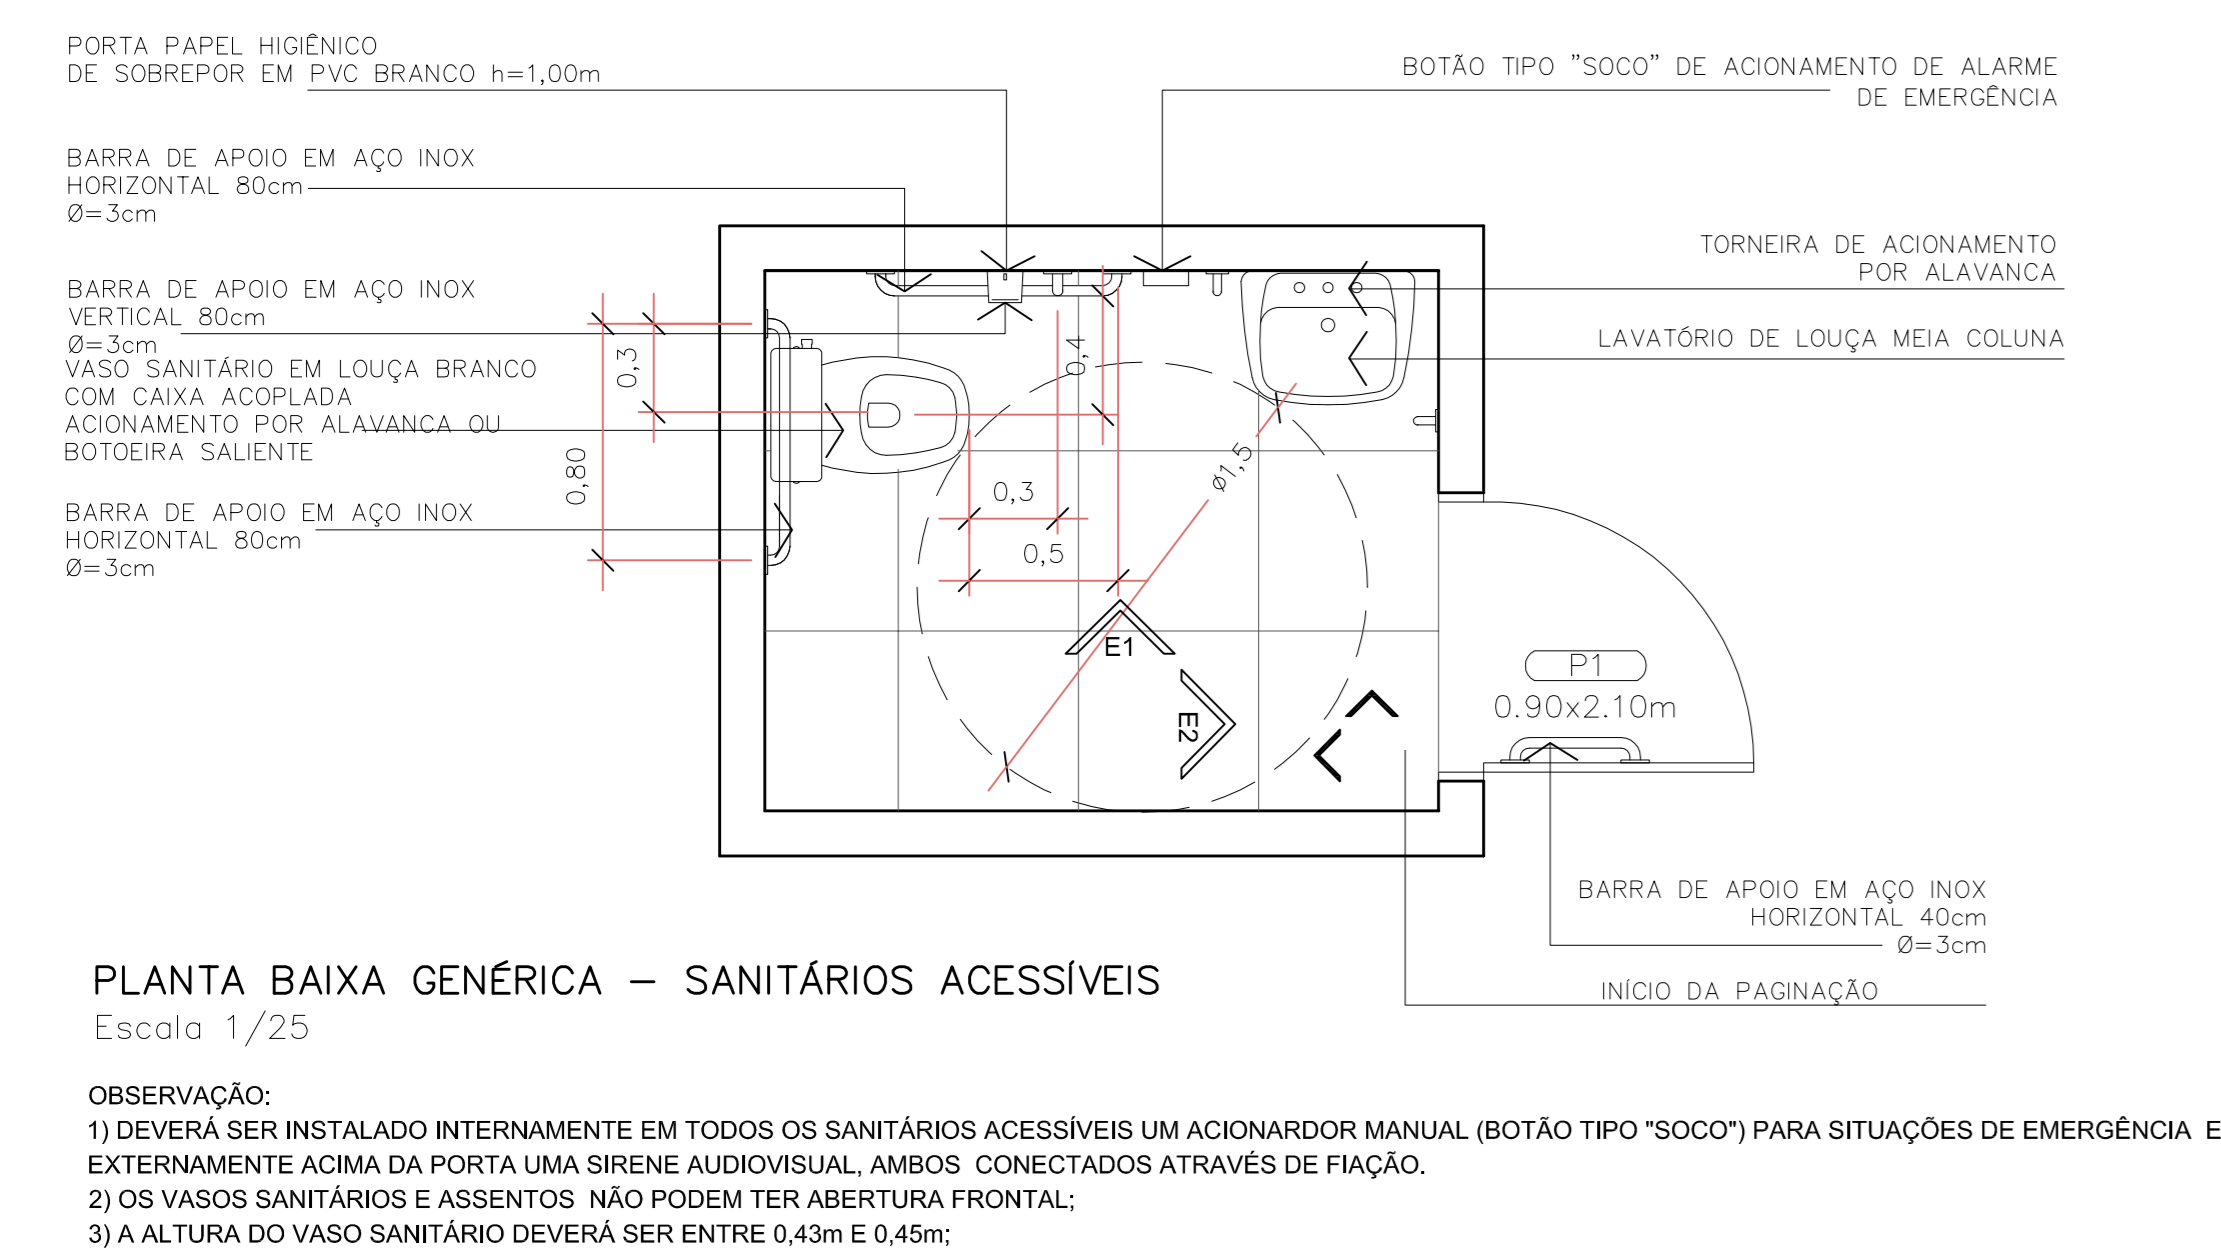 PORTA PAPEL HIGIÊNICO
DE SOBREPOR EM PVC BRANCO h=1,00m
BOTÃO TIPO "SOCO" DE ACIONAMENTO DE ALARME
DE EMERGÊNCIA
BARRA DE APOIO EM AÇO INOX
HORIZONTAL 80cm
Ø=3cm
TORNEIRA DE ACIONAMENTO
POR ALAVANCA
BARRA DE APOIO EM AÇO INOX
VERTICAL 80cm
Ø=3cm
LAVATÓRIO DE LOUÇA MEIA COLUNA
VASO SANITÁRIO EM LOUÇA BRANCO
COM CAIXA ACOPLADA
ACIONAMENTO POR ALAVANCA OU
BOTOEIRA SALIENTE
BARRA DE APOIO EM AÇO INOX
HORIZONTAL 80cm
Ø=3cm
0,3
0,80
0,4
0,3
0,5
Ø1,5
E1
E2
P1
0.90x2.10m
BARRA DE APOIO EM AÇO INOX
HORIZONTAL 40cm
Ø=3cm
INÍCIO DA PAGINAÇÃO
PLANTA BAIXA GENÉRICA – SANITÁRIOS ACESSÍVEIS
Escala 1/25
OBSERVAÇÃO:
1) DEVERÁ SER INSTALADO INTERNAMENTE EM TODOS OS SANITÁRIOS ACESSÍVEIS UM ACIONARDOR MANUAL (BOTÃO TIPO "SOCO") PARA SITUAÇÕES DE EMERGÊNCIA E
EXTERNAMENTE ACIMA DA PORTA UMA SIRENE AUDIOVISUAL, AMBOS CONECTADOS ATRAVÉS DE FIAÇÃO.
2) OS VASOS SANITÁRIOS E ASSENTOS NÃO PODEM TER ABERTURA FRONTAL;
3) A ALTURA DO VASO SANITÁRIO DEVERÁ SER ENTRE 0,43m E 0,45m;